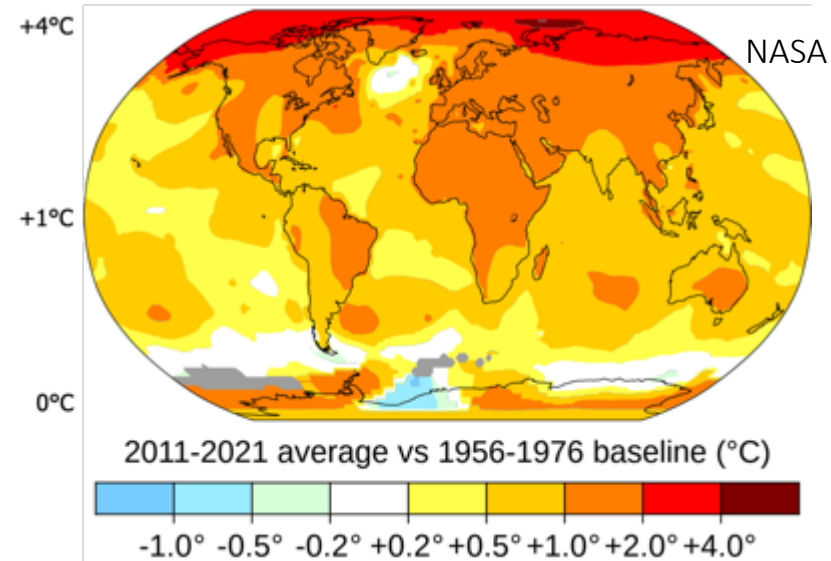 +4°C
NASA
+1°C
0°C
2011-2021 average vs 1956-1976 baseline (°C)
-1.0° -0.5° -0.2° +0.2° +0.5° +1.0° +2.0° +4.0°